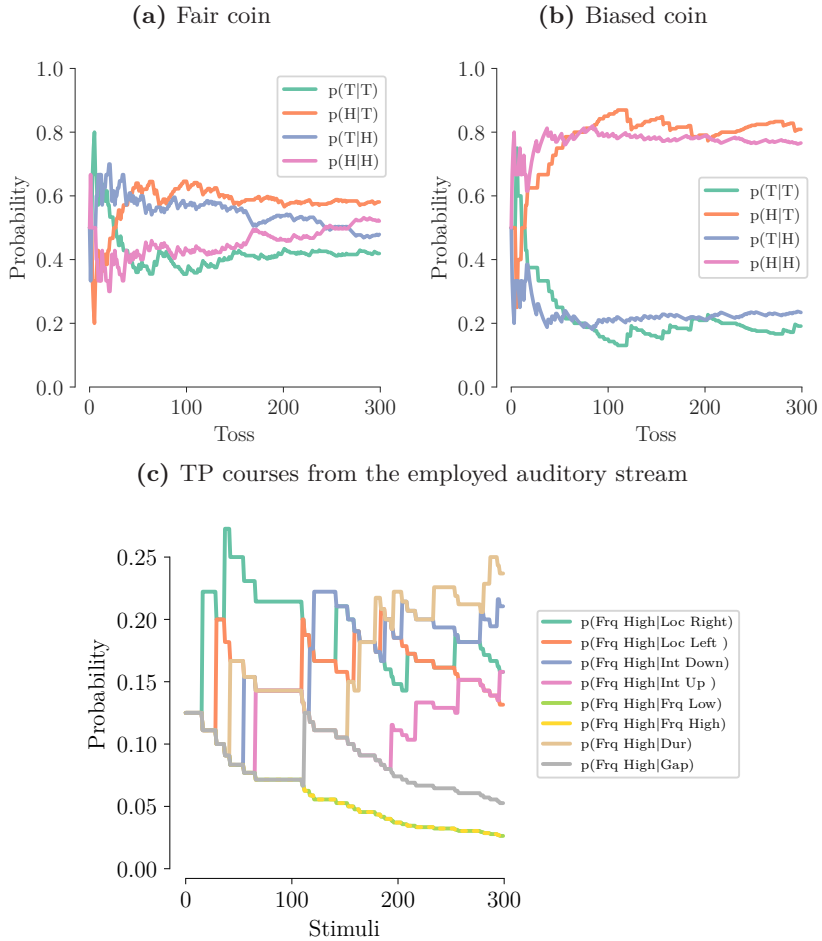 (a) Fair coin
(b) Biased coin
1.0
0.8
0.6
0.4
0.2
0.0
Probability
p(T|T)
p(H|T)
p(T|H)
p(H|H)
0
100
200
300
Toss
1.0
0.8
0.6
0.4
0.2
0.0
Probability
p(T|T)
p(H|T)
p(T|H)
p(H|H)
0
100
200
300
Toss
(c) TP courses from the employed auditory stream
0.25
0.20
0.15
0.10
0.05
0.00
Probability
0
100
200
300
Stimuli
p(Frq High|Loc Right)
p(Frq High|Loc Left )
p(Frq High|Int Down)
p(Frq High|Int Up )
p(Frq High|Frq Low)
p(Frq High|Frq High)
p(Frq High|Dur)
p(Frq High|Gap)